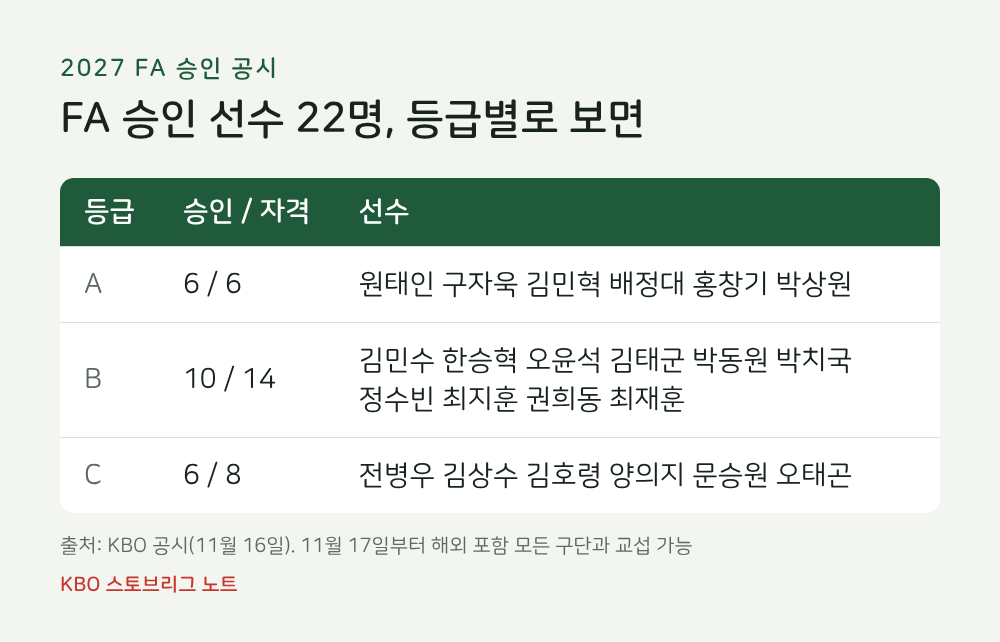 2027 FA 승인 공시
FA 승인 선수 22명, 등급별로 보면
등급 승인 / 자격 선수
A 6 / 6 원태인 구자욱 김민혁 배정대 홍창기 박상원
B 10 / 14 김민수 한승혁 오윤석 김태군 박동원 박치국
정수빈 최지훈 권희동 최재훈
C 6 / 8 전병우 김상수 김호령 양의지 문승원 오태곤
출처: KBO 공시(11월 16일). 11월 17일부터 해외 포함 모든 구단과 교섭 가능
KBO 스토브리그 노트